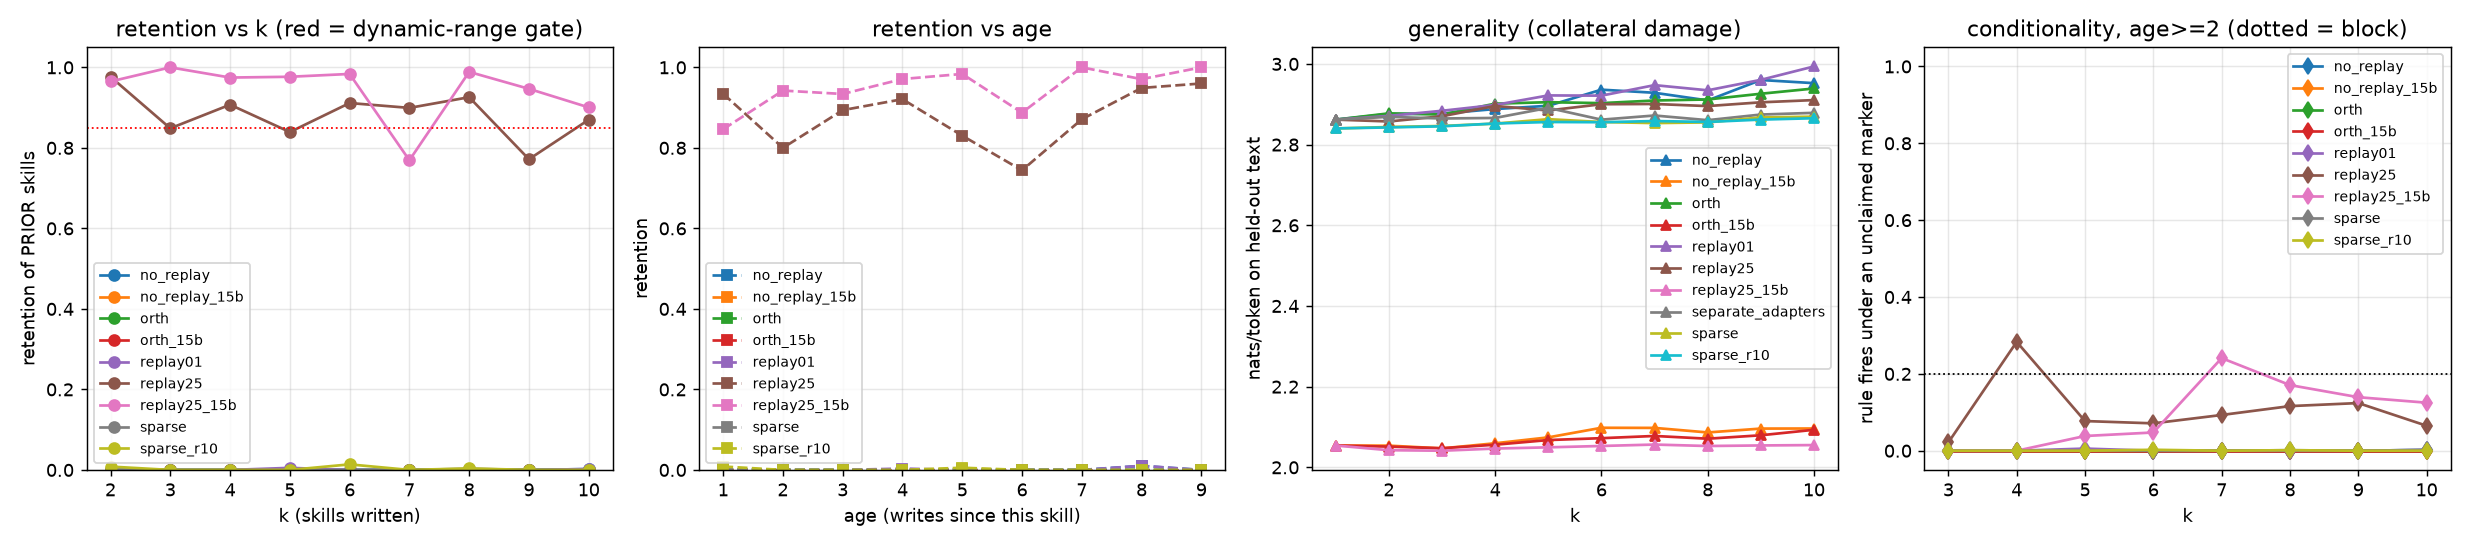 retention vs k (red = dynamic-range gate)
retention of PRIOR skills
1.0
0.8
0.6
0.4
0.2
0.0
no_replay
no_replay_15b
orth
orth_15b
replay01
replay25
replay25_15b
sparse
sparse_r10
2 3 4 5 6 7 8 9 10
k (skills written)
retention vs age
retention
1.0
0.8
0.6
0.4
0.2
0.0
no_replay
no_replay_15b
orth
orth_15b
replay01
replay25
replay25_15b
sparse
sparse_r10
1 2 3 4 5 6 7 8 9
age (writes since this skill)
generality (collateral damage)
nats/token on held-out text
3.0
2.8
2.6
2.4
2.2
2.0
no_replay
no_replay_15b
orth
orth_15b
replay01
replay25
replay25_15b
separate_adapters
sparse
sparse_r10
2 4 6 8 10
k
conditionality, age>=2 (dotted = block)
rule fires under an unclaimed marker
1.0
0.8
0.6
0.4
0.2
0.0
no_replay
no_replay_15b
orth
orth_15b
replay01
replay25
replay25_15b
sparse
sparse_r10
3 4 5 6 7 8 9 10
k